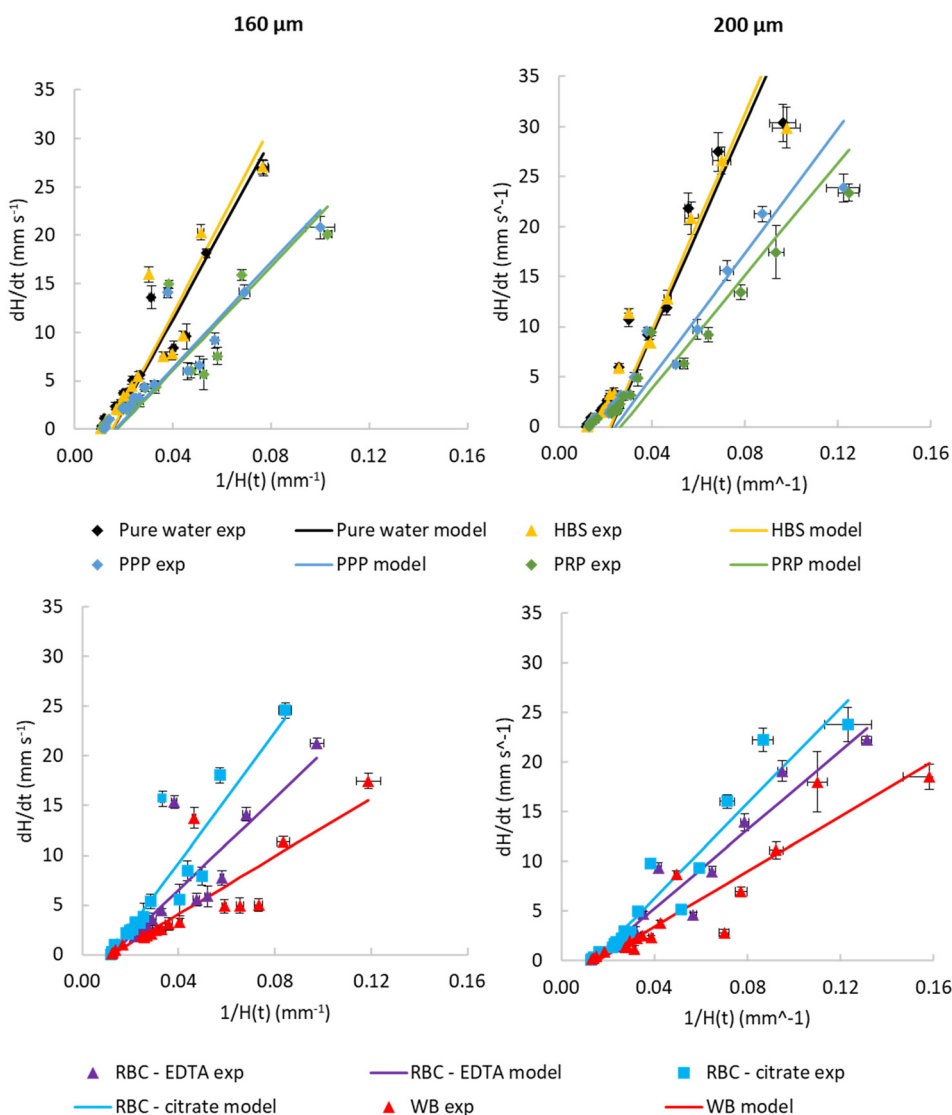 160 µm
200 µm
35
30
25
20
15
10
5
0
dH/dt (mm s⁻¹)
0.00 0.04 0.08 0.12 0.16
1/H(t) (mm⁻¹)
35
30
25
20
15
10
5
0
dH/dt (mm s^-1)
0.00 0.04 0.08 0.12 0.16
1/H(t) (mm^-1)
Pure water exp Pure water model HBS exp HBS model
PPP exp PPP model PRP exp PRP model
35
30
25
20
15
10
5
0
dH/dt (mm s⁻¹)
0.00 0.04 0.08 0.12 0.16
1/H(t) (mm⁻¹)
35
30
25
20
15
10
5
0
dH/dt (mm s^-1)
0.00 0.04 0.08 0.12 0.16
1/H(t) (mm^-1)
RBC - EDTA exp RBC - EDTA model RBC - citrate exp
RBC - citrate model WB exp WB model